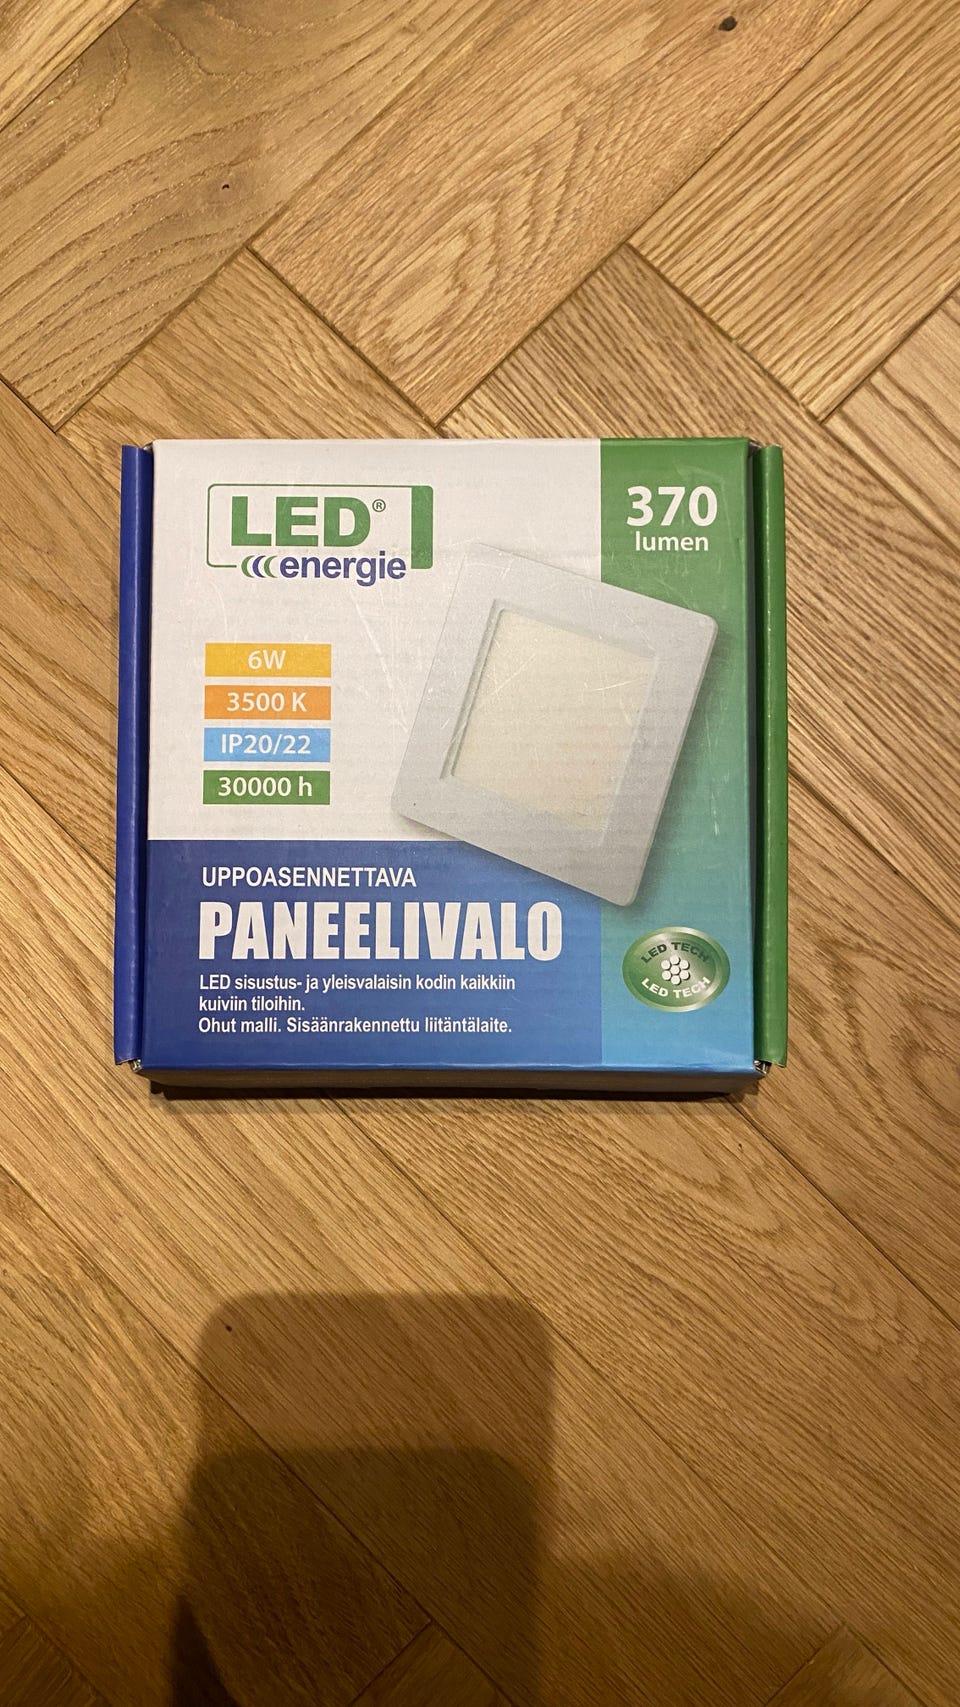 LED®
energie
370
lumen
6W
3500 K
IP20/22
30000 h
UPPOASENNETTAVA
PANEELIVALO
LED sisustus- ja yleisvalaisin kodin kaikkiin
kuiviin tiloihin.
Ohut malli. Sisäänrakennettu liitäntälaite.
LED TECH
LED TECH